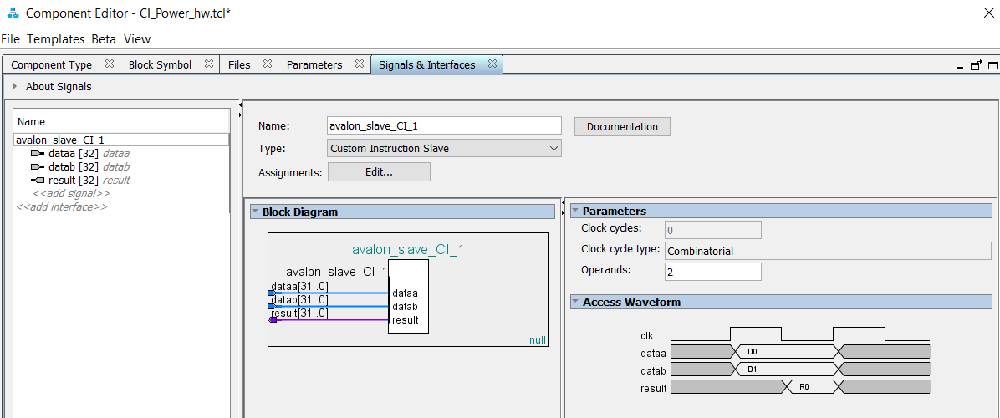 Component Editor - CI_Power_hw.tcl*
File Templates Beta View
Component Type Block Symbol Files Parameters Signals & Interfaces
About Signals
Name
avalon_slave_CI_1
dataa [32] dataa
datab [32] datab
result [32] result
<<add signal>>
<<add interface>>
Name: avalon_slave_CI_1 Documentation
Type: Custom Instruction Slave
Assignments: Edit...
Block Diagram
avalon_slave_CI_1
avalon_slave_CI_1
dataa[31..0] dataa
datab[31..0] datab
result[31..0] result
null
Parameters
Clock cycles: 0
Clock cycle type: Combinatorial
Operands: 2
Access Waveform
clk
dataa D0
datab D1
result R0